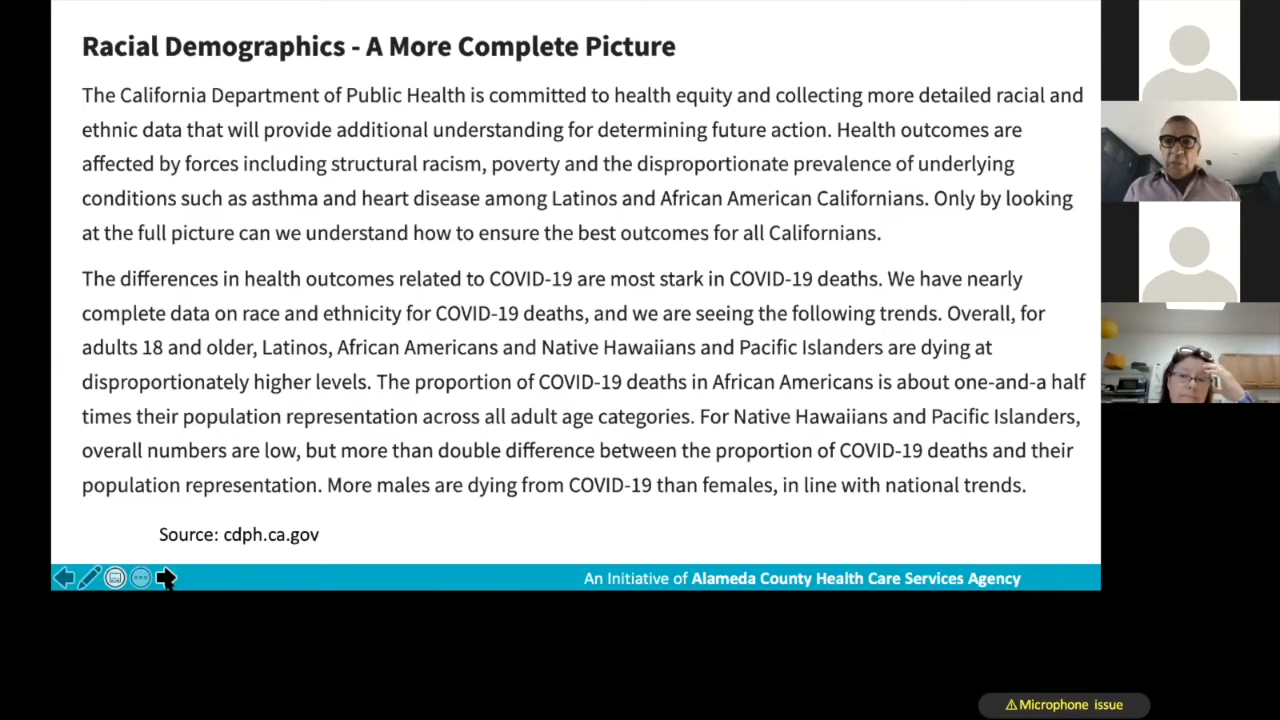 Racial Demographics - A More Complete Picture
The California Department of Public Health is committed to health equity and collecting more detailed racial and
ethnic data that will provide additional understanding for determining future action. Health outcomes are
affected by forces including structural racism, poverty and the disproportionate prevalence of underlying
conditions such as asthma and heart disease among Latinos and African American Californians. Only by looking
at the full picture can we understand how to ensure the best outcomes for all Californians.
The differences in health outcomes related to COVID-19 are most stark in COVID-19 deaths. We have nearly
complete data on race and ethnicity for COVID-19 deaths, and we are seeing the following trends. Overall, for
adults 18 and older, Latinos, African Americans and Native Hawaiians and Pacific Islanders are dying at
disproportionately higher levels. The proportion of COVID-19 deaths in African Americans is about one-and-a half
times their population representation across all adult age categories. For Native Hawaiians and Pacific Islanders,
overall numbers are low, but more than double difference between the proportion of COVID-19 deaths and their
population representation. More males are dying from COVID-19 than females, in line with national trends.
Source: cdph.ca.gov
An Initiative of Alameda County Health Care Services Agency
Microphone issue